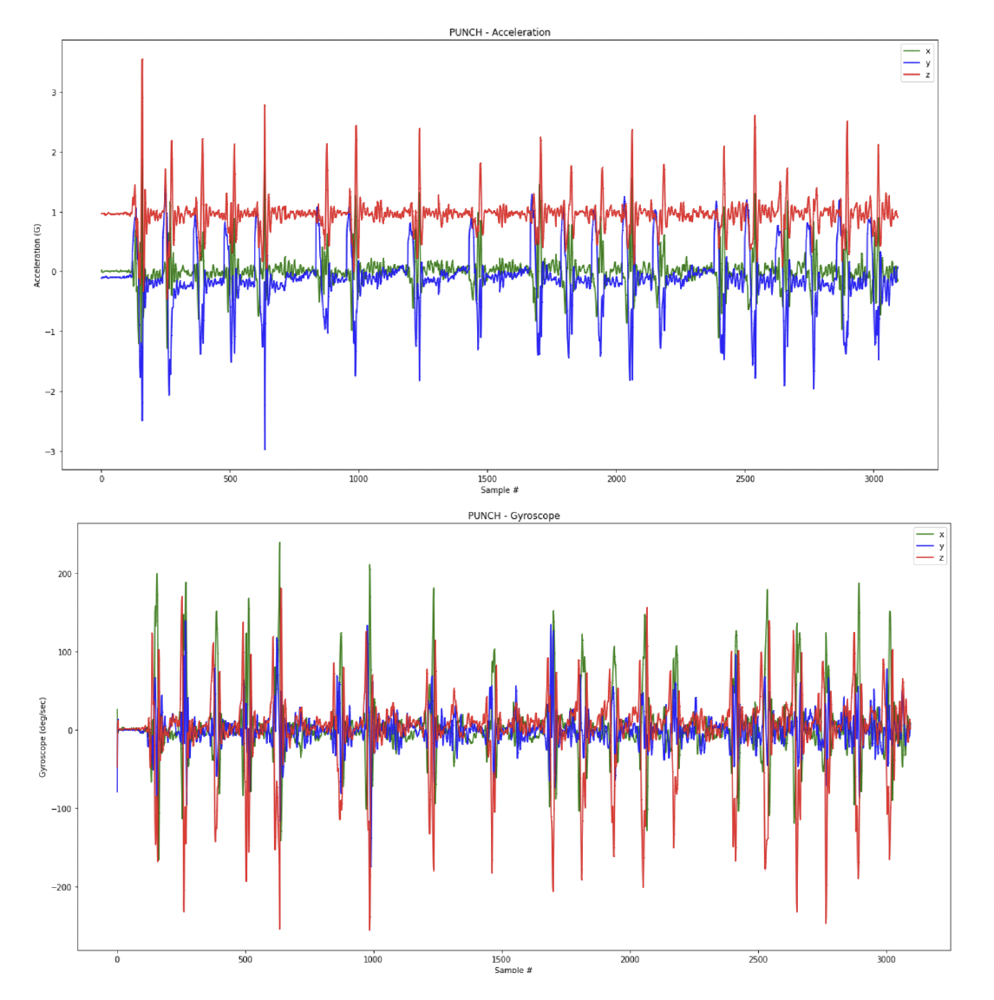 PUNCH - Acceleration
x
y
z
3
2
1
0
−1
−2
−3
Acceleration (G)
0
500
1000
1500
2000
2500
3000
Sample #
PUNCH - Gyroscope
x
y
z
200
100
0
−100
−200
Gyroscope (deg/sec)
0
500
1000
1500
2000
2500
3000
Sample #